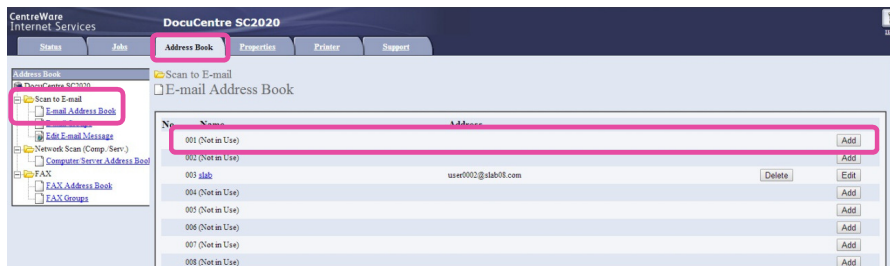 CentreWare
Internet Services
DocuCentre SC2020
Status Jobs Address Book Properties Printer Support
Address Book
DocuCentre SC2020
Scan to E-mail
E-mail Address Book
Edit E-mail Message
Network Scan (Comp./Serv.)
Computer/Server Address Bool
FAX
FAX Address Book
FAX Groups
Scan to E-mail
E-mail Address Book
No. Name Address
001 (Not in Use) Add
002 (Not in Use) Add
003 slab user0002@slab08.com Delete Edit
004 (Not in Use) Add
005 (Not in Use) Add
006 (Not in Use) Add
007 (Not in Use) Add
008 (Not in Use) Add